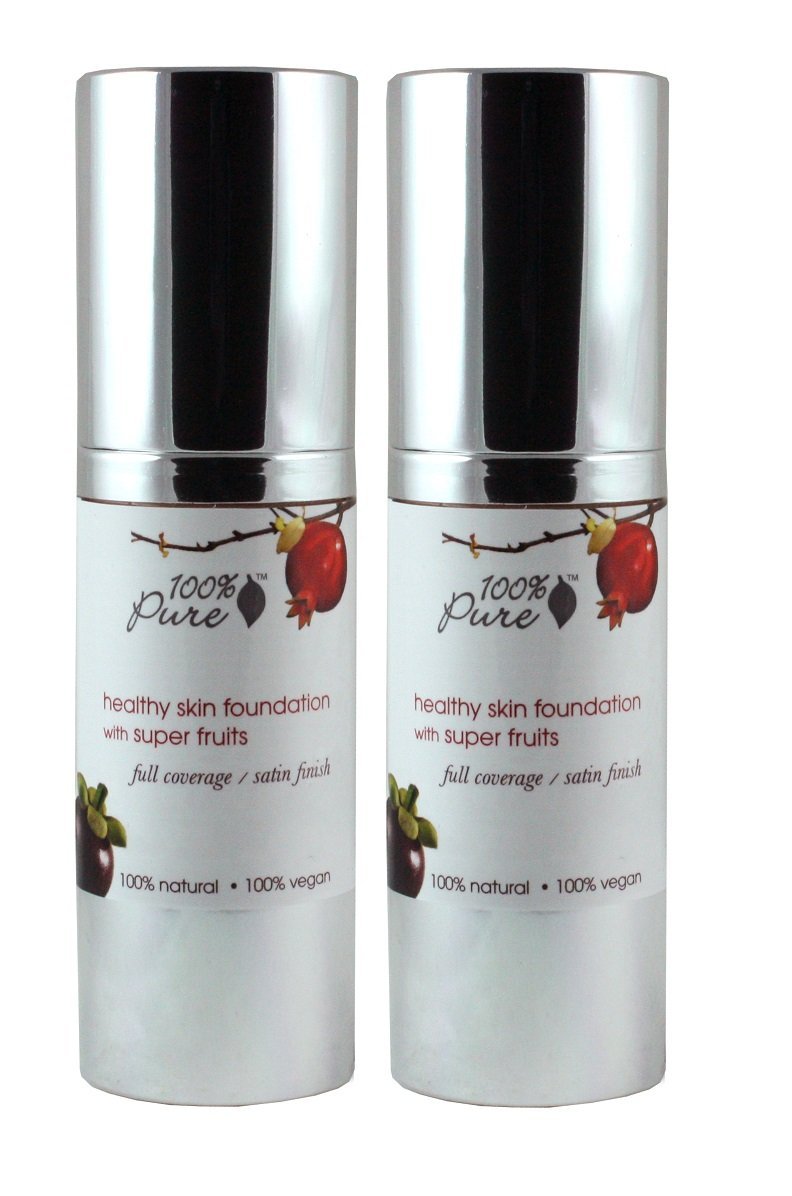 100%
Pure™
healthy skin foundation
with super fruits
full coverage / satin finish
100% natural • 100% vegan
100%
Pure™
healthy skin foundation
with super fruits
full coverage / satin finish
100% natural • 100% vegan